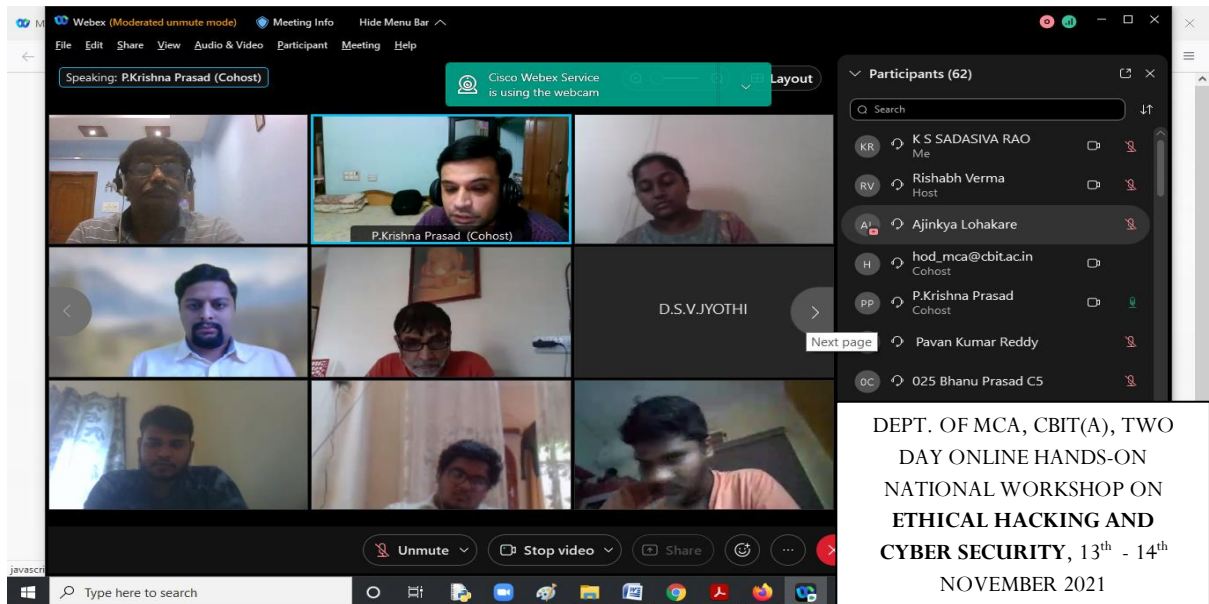 M
Webex (Moderated unmute mode) Meeting Info Hide Menu Bar
File Edit Share View Audio & Video Participant Meeting Help
Speaking: P.Krishna Prasad (Cohost)
Cisco Webex Service
is using the webcam
Layout
P.Krishna Prasad (Cohost)
D.S.V.JYOTHI
Next page
Participants (62)
Search
KR K S SADASIVA RAO
Me
RV Rishabh Verma
Host
Ajinkya Lohakare
H hod_mca@cbit.ac.in
Cohost
PP P.Krishna Prasad
Cohost
Pavan Kumar Reddy
0C 025 Bhanu Prasad C5
Unmute Stop video Share
javascri
Type here to search
DEPT. OF MCA, CBIT(A), TWO
DAY ONLINE HANDS-ON
NATIONAL WORKSHOP ON
ETHICAL HACKING AND
CYBER SECURITY, 13th - 14th
NOVEMBER 2021